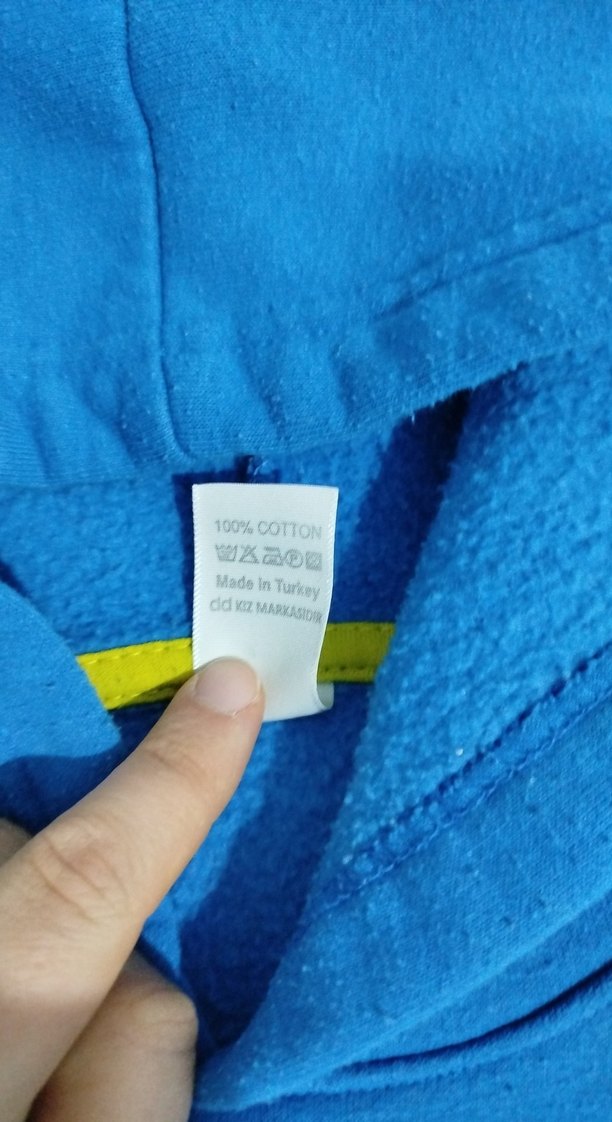 100% COTTON
Made in Turkey
dd KIZ MARKASIDIR